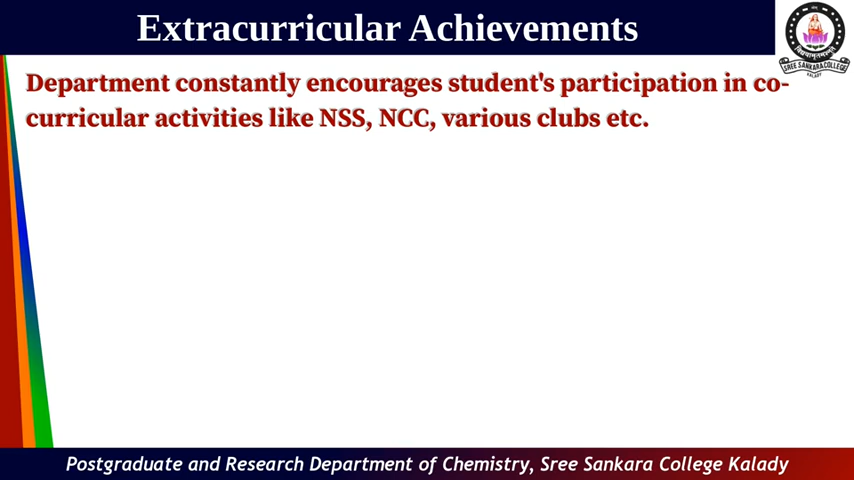 Extracurricular Achievements
Department constantly encourages student's participation in co-
curricular activities like NSS, NCC, various clubs etc.
SREE SANKARA COLLEGE
KALADY
Postgraduate and Research Department of Chemistry, Sree Sankara College Kalady